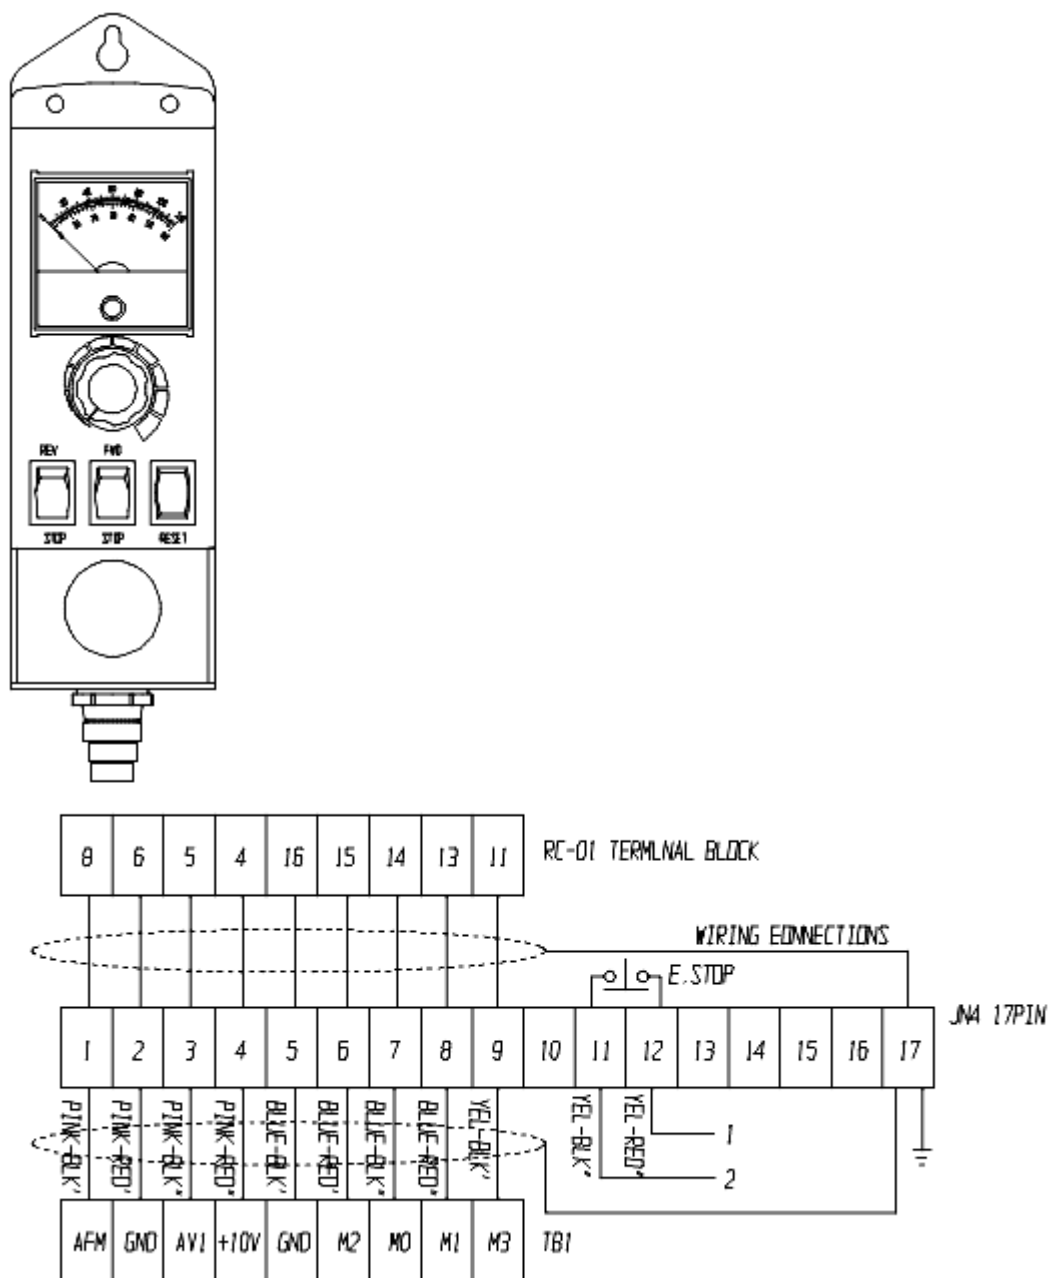 REV FWD
STOP STOP RESET
8 6 5 4 16 15 14 13 11 RC-01 TERMLNAL BLOCK
WIRING EONNECTIONS
E.STOP
JNA 17PIN
1 2 3 4 5 6 7 8 9 10 11 12 13 14 15 16 17
PINK-BLK'
PINK-RED'
PINK-BLK"
PINK-RED"
BLUE-BLK'
BLUE-RED'
BLUE-BLK"
BLUE-RED"
YEL-BLK'
YEL-BLK"
YEL-RED"
1
2
AFM GND AVI +10V GND M2 M0 M1 M3 TB1